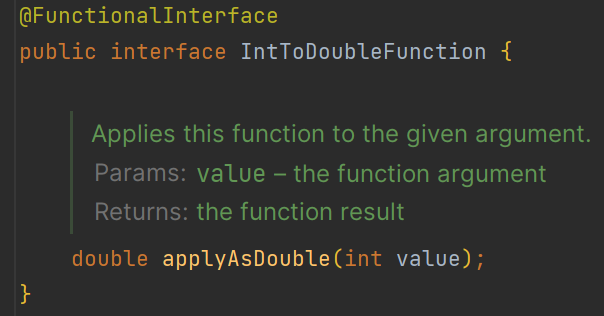 @FunctionalInterface
public interface IntToDoubleFunction {
Applies this function to the given argument.
Params: value – the function argument
Returns: the function result
double applyAsDouble(int value);
}